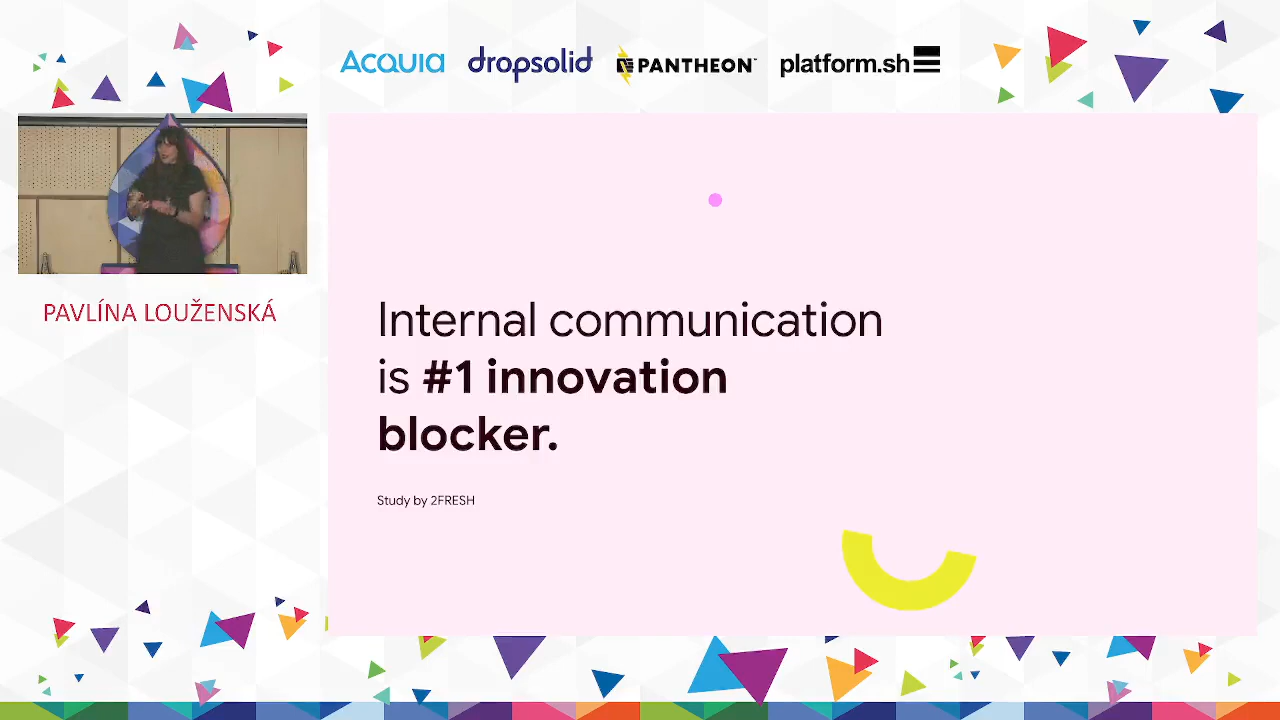 Acquia
dropsolid
PANTHEON
platform.sh
PAVLÍNA LOUŽENSKÁ
Internal communication
is #1 innovation
blocker.
Study by 2FRESH